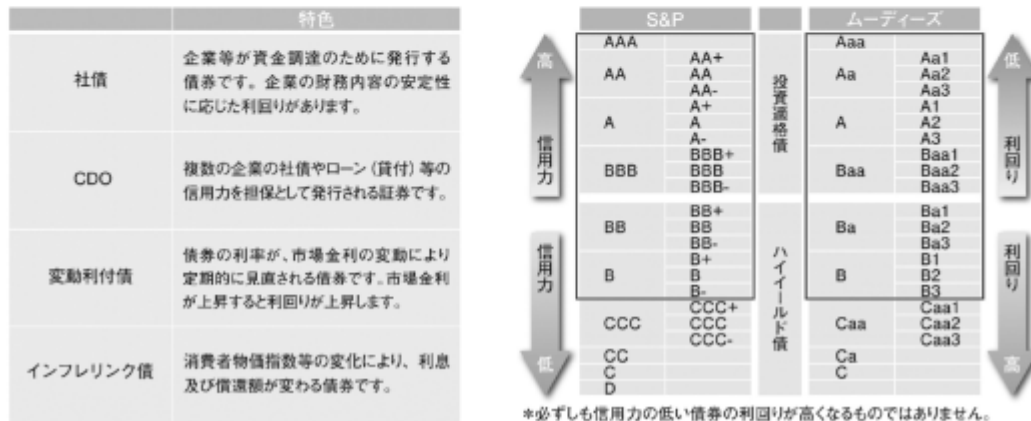 特色
社債
企業等が資金調達のために発行する
債券です。企業の財務内容の安定性
に応じた利回りがあります。
CDO
複数の企業の社債やローン（貸付）等の
信用力を担保として発行される証券です。
変動利付債
債券の利率が、市場金利の変動により
定期的に見直される債券です。市場金利
が上昇すると利回りが上昇します。
インフレリンク債
消費者物価指数等の変化により、利息
及び償還額が変わる債券です。
S&P
ムーディーズ
高
信用力
信用力
低
AAA
AA
AA+
AA
AA-
A
A+
A
A-
BBB
BBB+
BBB
BBB-
BB
BB+
BB
BB-
B
B+
B
B-
CCC
CCC+
CCC
CCC-
CC
C
D
投資適格債
ハイイールド債
Aaa
Aa
Aa1
Aa2
Aa3
A
A1
A2
A3
Baa
Baa1
Baa2
Baa3
Ba
Ba1
Ba2
Ba3
B
B1
B2
B3
Caa
Caa1
Caa2
Caa3
Ca
C
低
利回り
利回り
高
*必ずしも信用力の低い債券の利回りが高くなるものではありません。